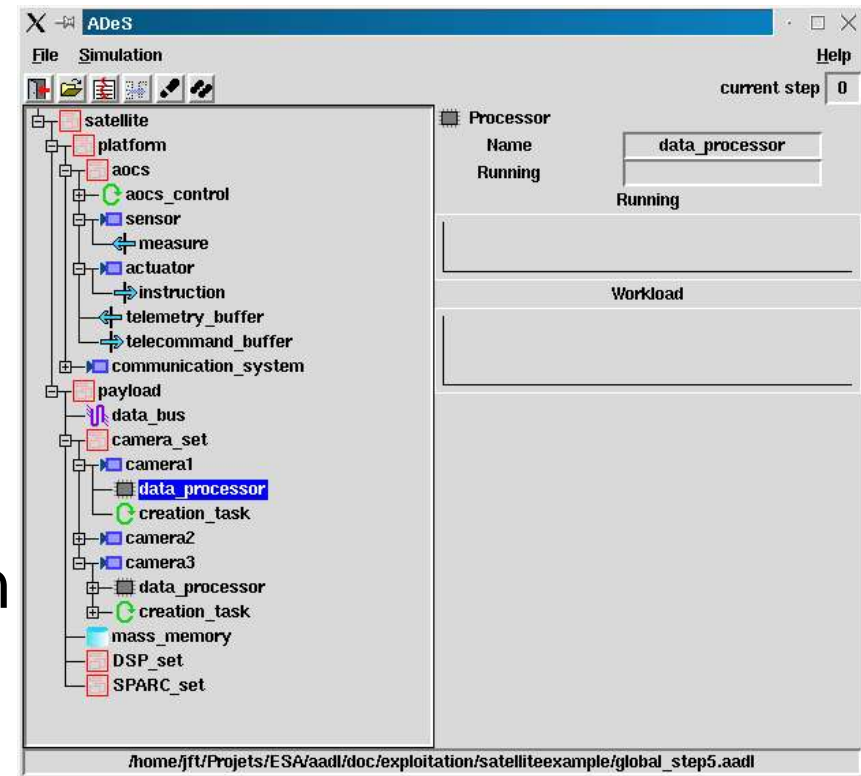 ADeS
File Simulation Help
current step 0
satellite
platform
aocs
aocs_control
sensor
measure
actuator
instruction
telemetry_buffer
telecommand_buffer
communication_system
payload
data_bus
camera_set
camera1
data_processor
creation_task
camera2
camera3
data_processor
creation_task
mass_memory
DSP_set
SPARC_set
Processor
Name data_processor
Running
Running
Workload
/home/jft/Projets/ESA/aadl/doc/exploitation/satelliteexample/global_step5.aadl